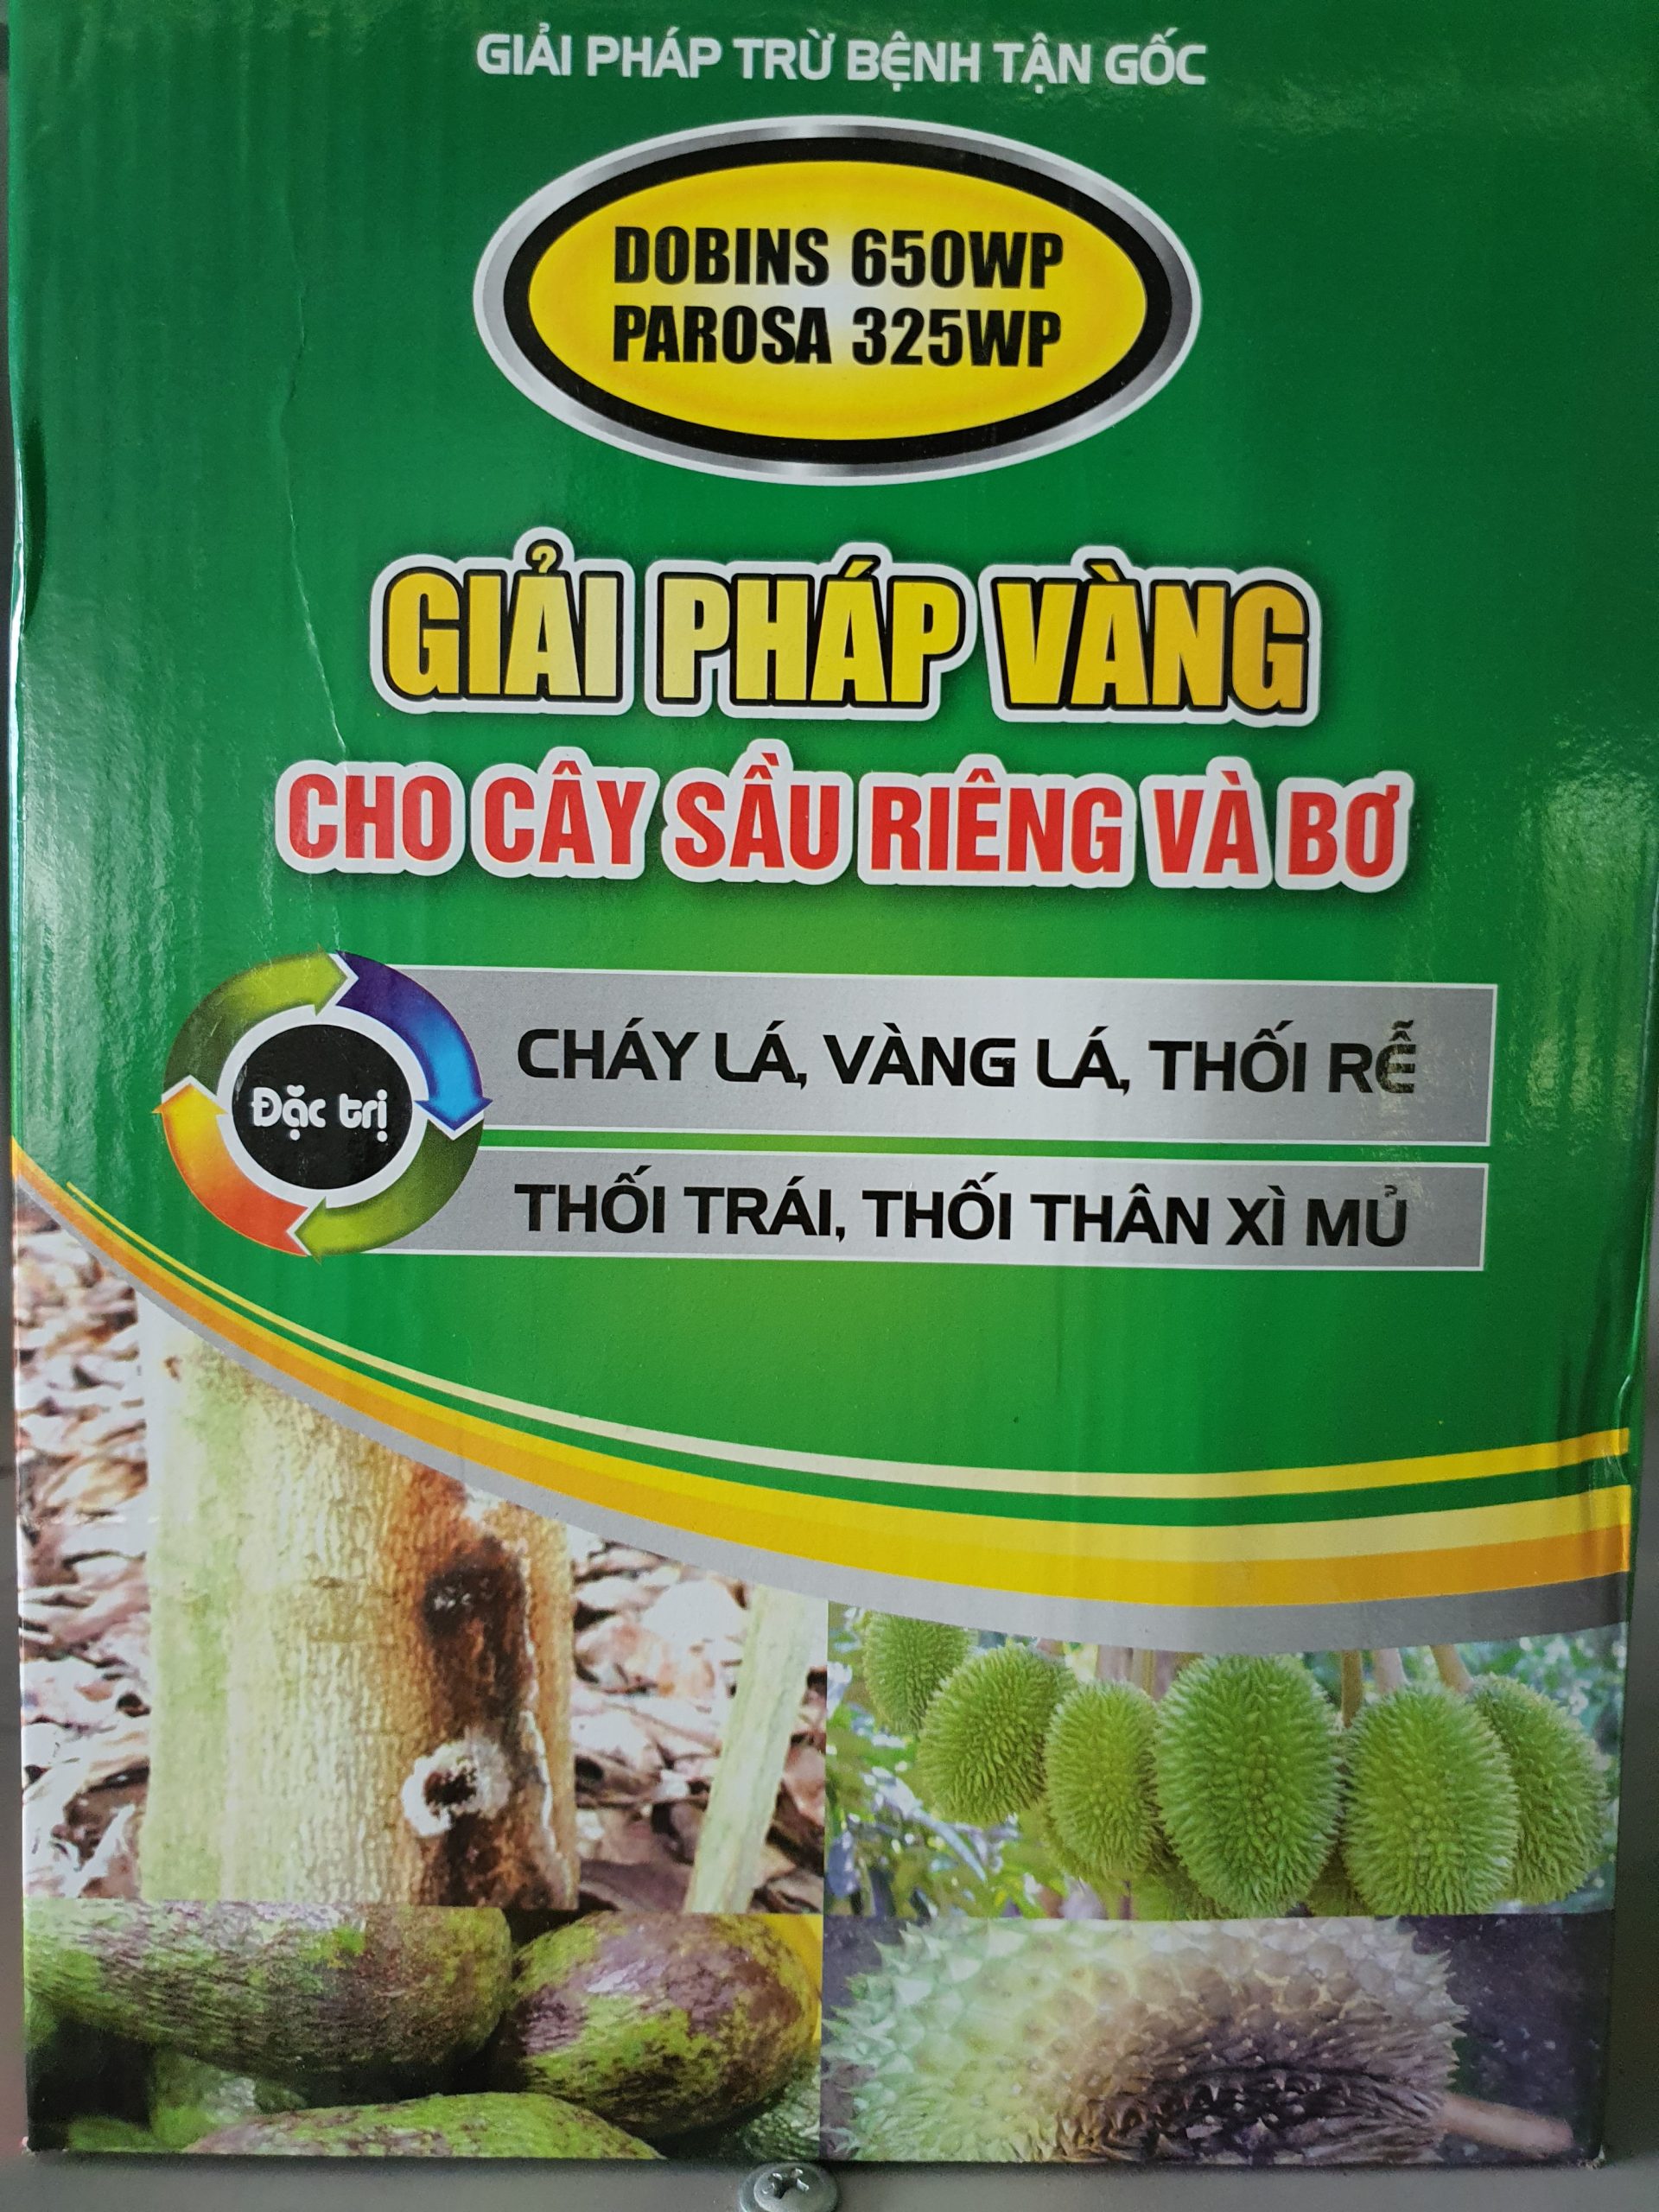 GIẢI PHÁP TRỪ BỆNH TẬN GỐC
DOBINS 650WP
PAROSA 325WP
GIẢI PHÁP VÀNG
CHO CÂY SẦU RIÊNG VÀ BƠ
Đặc trị
CHÁY LÁ, VÀNG LÁ, THỐI RỄ
THỐI TRÁI, THỐI THÂN XÌ MỦ